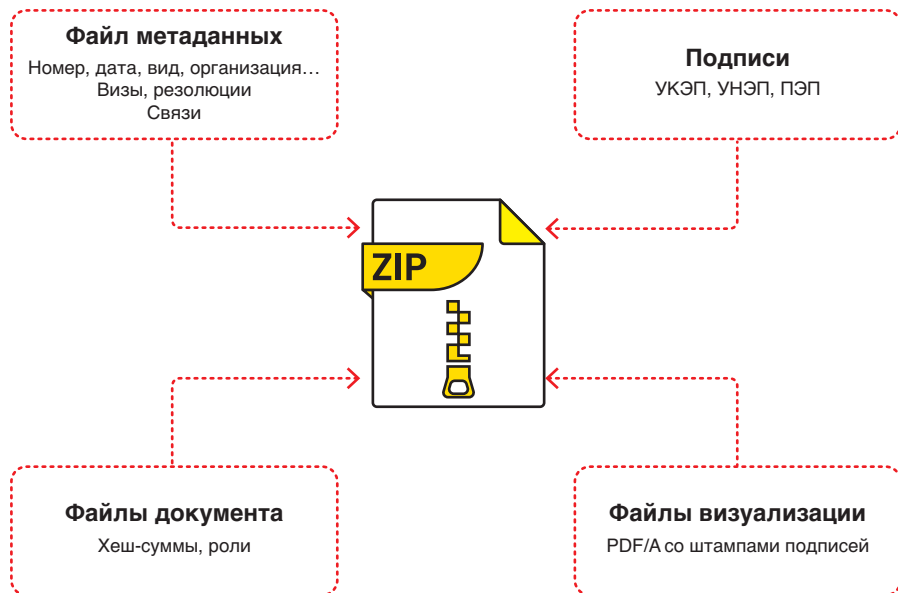 Файл метаданных
Номер, дата, вид, организация…
Визы, резолюции
Связи
Подписи
УКЭП, УНЭП, ПЭП
ZIP
Файлы документа
Хеш-суммы, роли
Файлы визуализации
PDF/A со штампами подписей